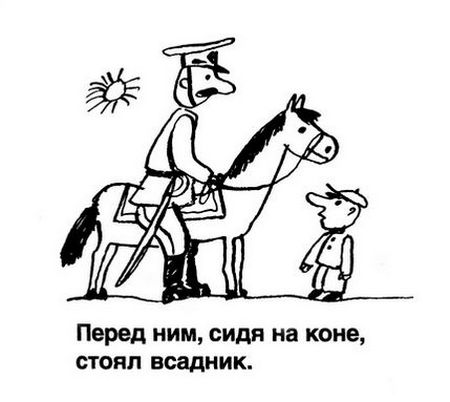 Перед ним, сидя на коне,
стоял всадник.